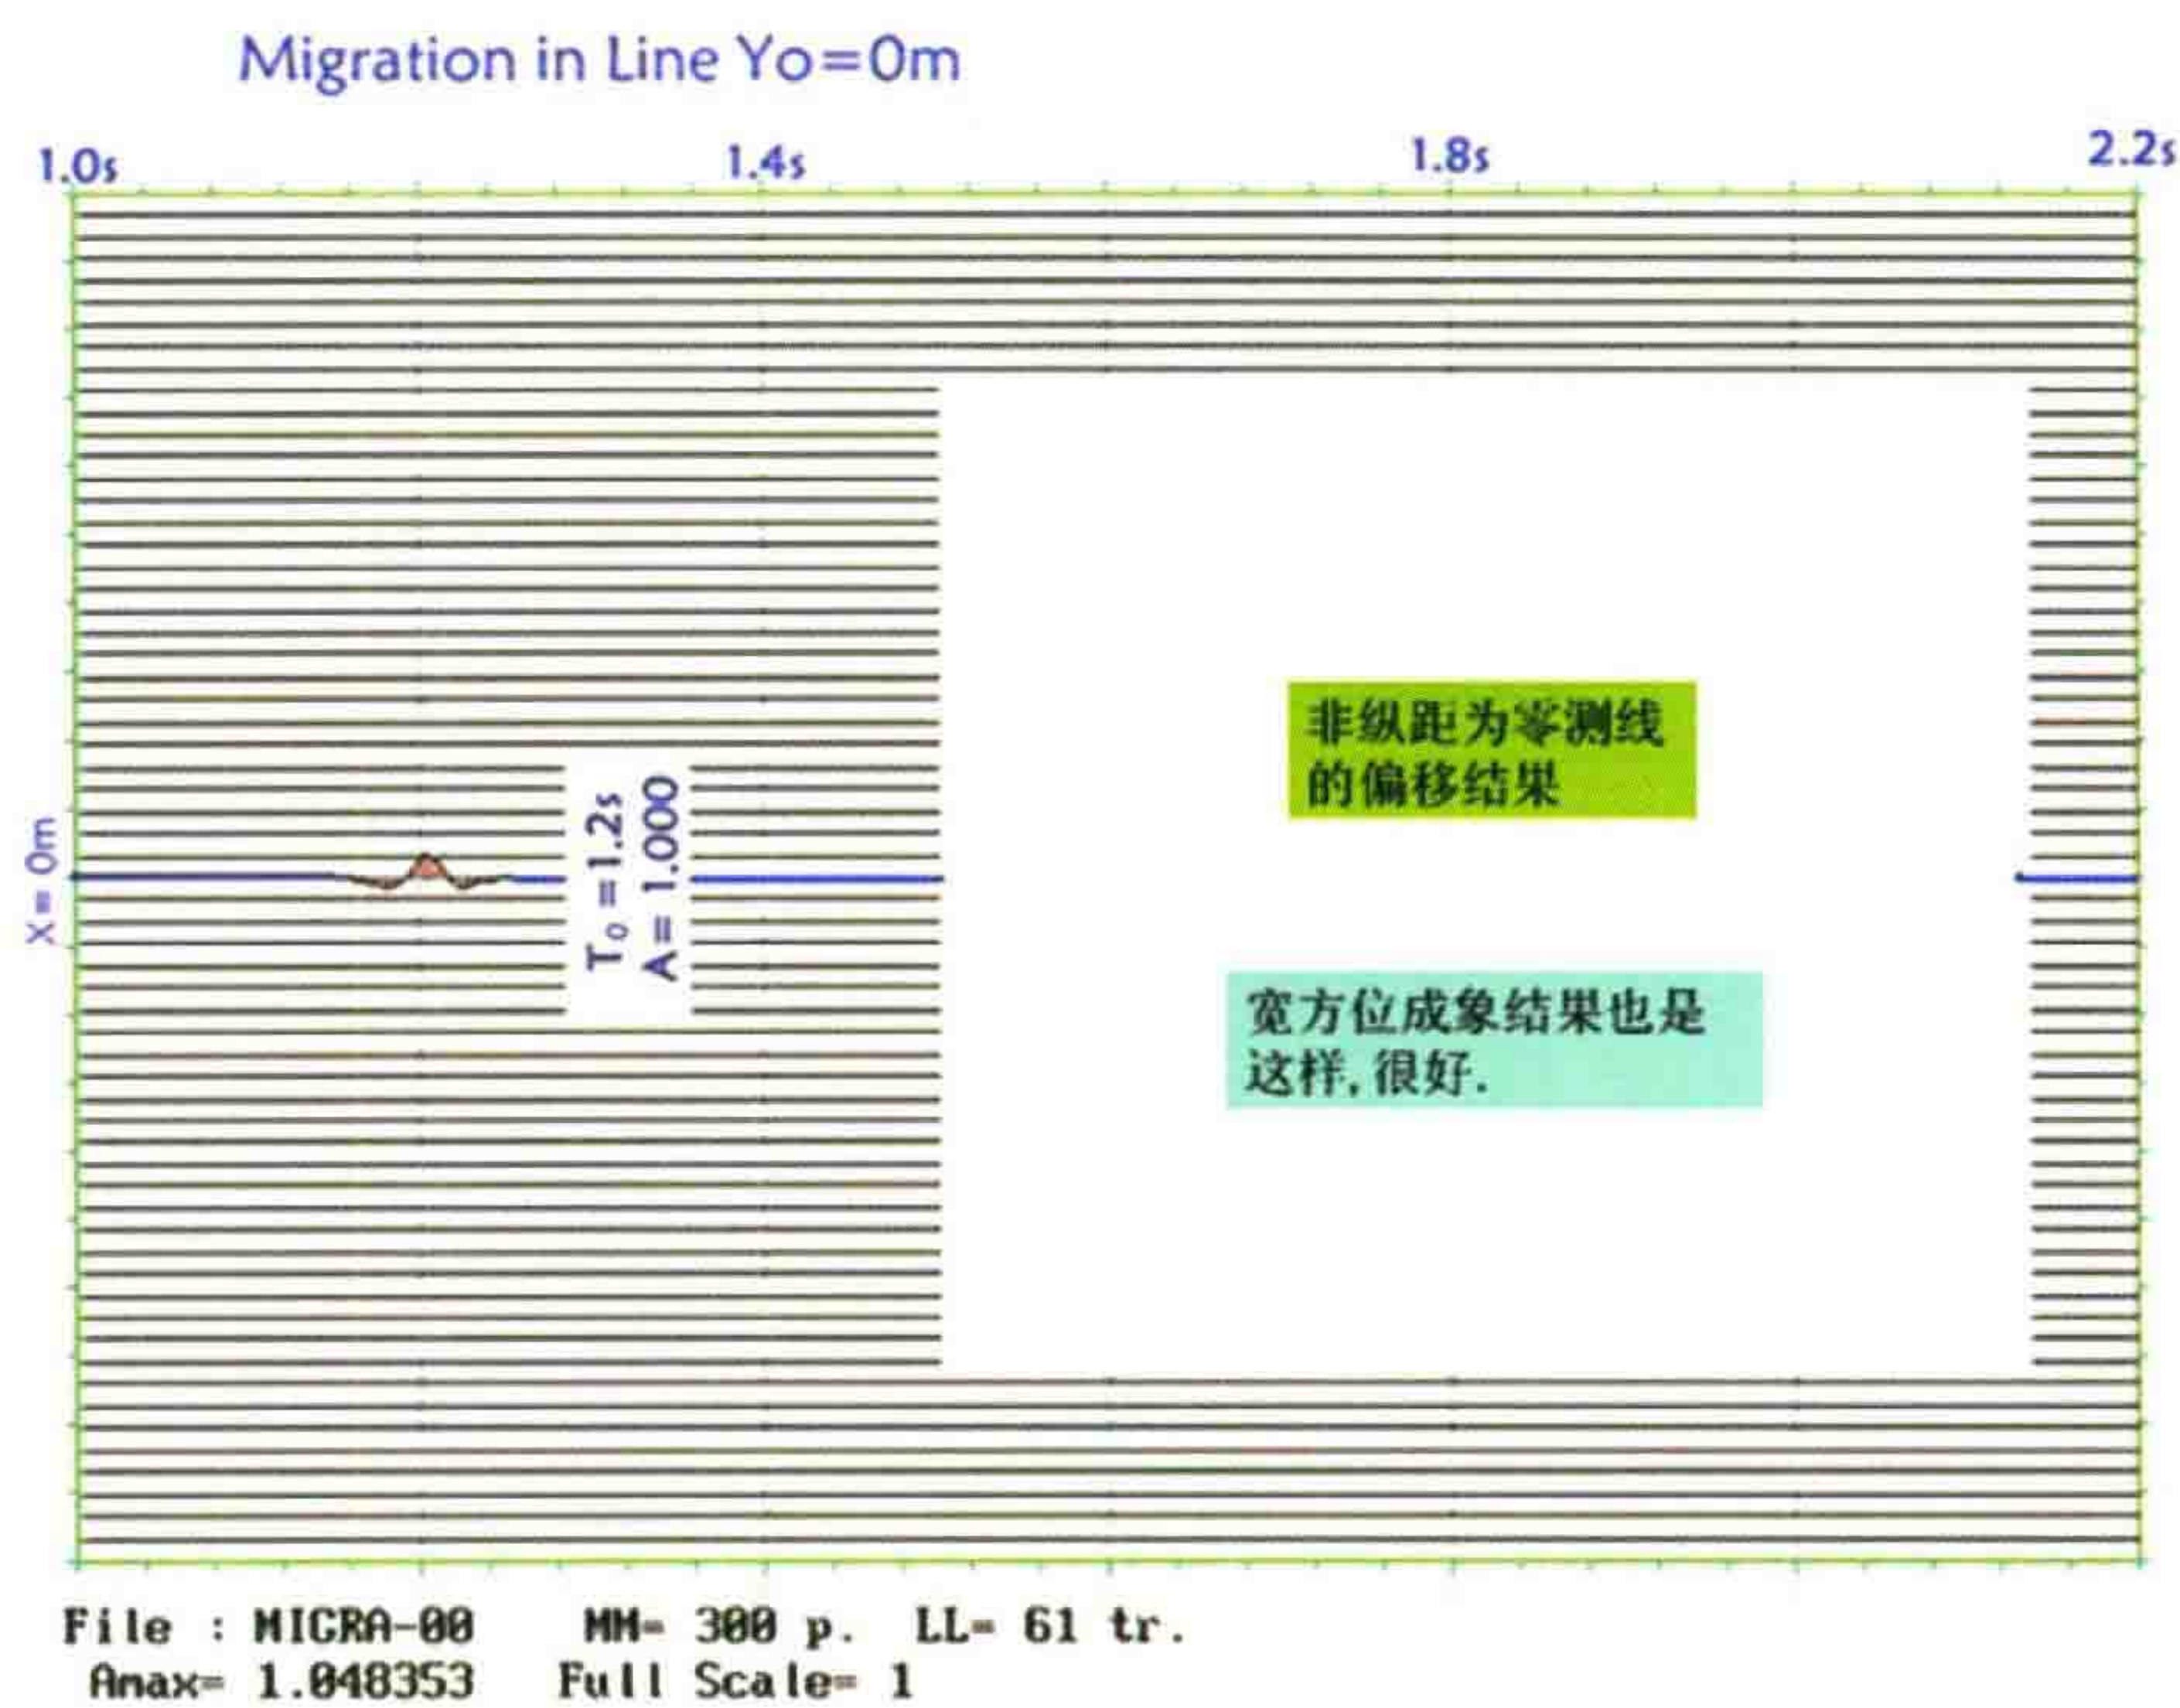 Migration in Line Yo=0m
1.0s 1.4s 1.8s 2.2s
X = 0m
T₀ = 1.2s
A = 1.000
非纵距为零测线
的偏移结果
宽方位成象结果也是
这样,很好.
File : MIGRA-00 MM= 300 p. LL= 61 tr.
Amax= 1.048353 Full Scale= 1